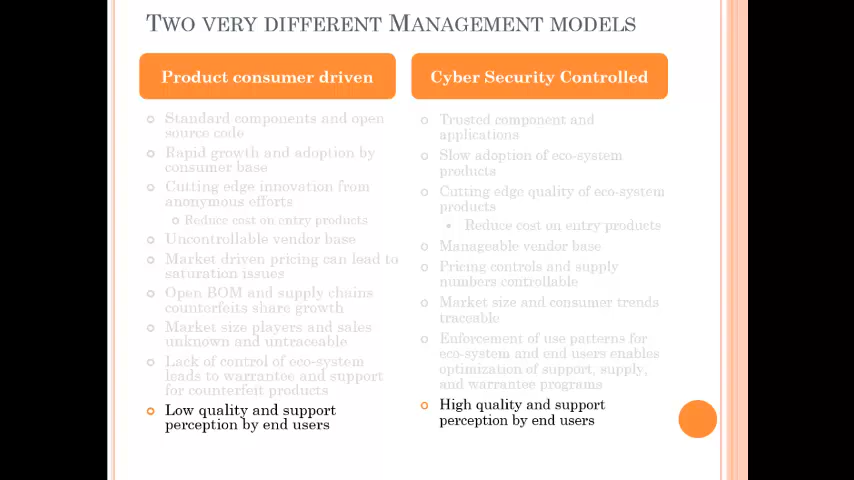 TWO VERY DIFFERENT MANAGEMENT MODELS
Product consumer driven
Standard components and open
source code
Rapid growth and adoption by
consumer base
Cutting edge innovation from
anonymous efforts
Reduce cost on entry products
Uncontrollable vendor base
Market driven pricing can lead to
saturation issues
Open BOM and supply chains
counterfeits share growth
Market size players and sales
unknown and untraceable
Lack of control of eco-system
leads to warrantee and support
for counterfeit products
Low quality and support
perception by end users
Cyber Security Controlled
Trusted component and
applications
Slow adoption of eco-system
products
Cutting edge quality of eco-system
products
Reduce cost on entry products
Manageable vendor base
Pricing controls and supply
numbers controllable
Market size and consumer trends
traceable
Enforcement of use patterns for
eco-system and end users enables
optimization of support, supply,
and warrantee programs
High quality and support
perception by end users